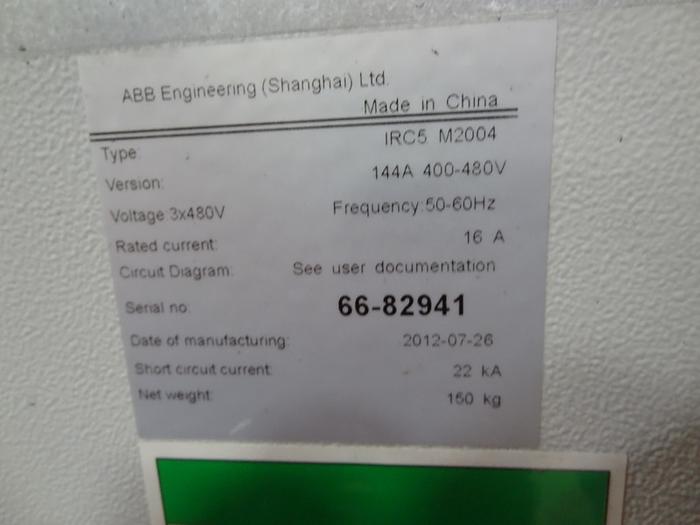 ABB Engineering (Shanghai) Ltd.
Made in China
Type: IRC5 M2004
Version: 144A 400-480V
Voltage:3x480V Frequency:50-60Hz
Rated current: 16 A
Circuit Diagram: See user documentation
Serial no: 66-82941
Date of manufacturing: 2012-07-26
Short circuit current: 22 kA
Net weight: 150 kg